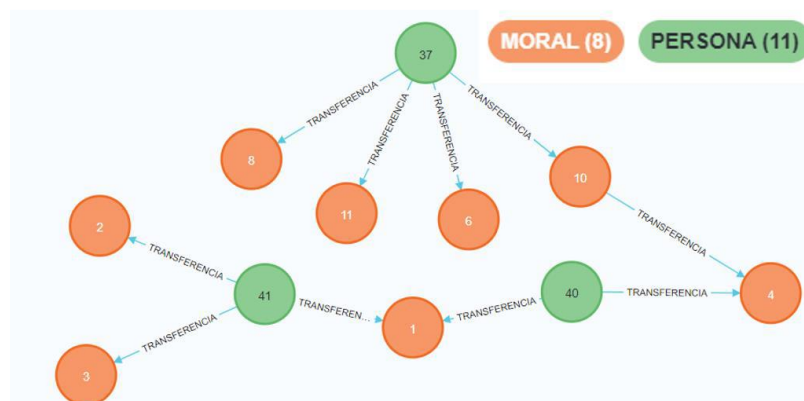 MORAL (8) PERSONA (11)
37
TRANSFERENCIA
TRANSFERENCIA
TRANSFERENCIA
TRANSFERENCIA
8
10
11
6
2
TRANSFERENCIA
TRANSFERENCIA
41
TRANSFEREN...
1
TRANSFERENCIA
40
TRANSFERENCIA
4
TRANSFERENCIA
3